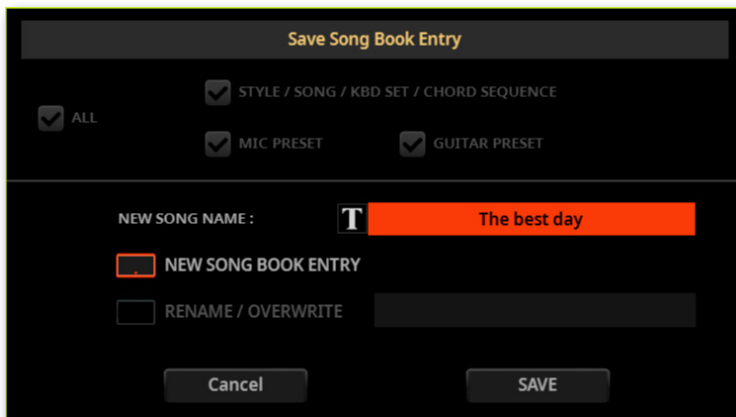 Save Song Book Entry
STYLE / SONG / KBD SET / CHORD SEQUENCE
ALL
MIC PRESET GUITAR PRESET
NEW SONG NAME : T The best day
NEW SONG BOOK ENTRY
RENAME / OVERWRITE
Cancel SAVE